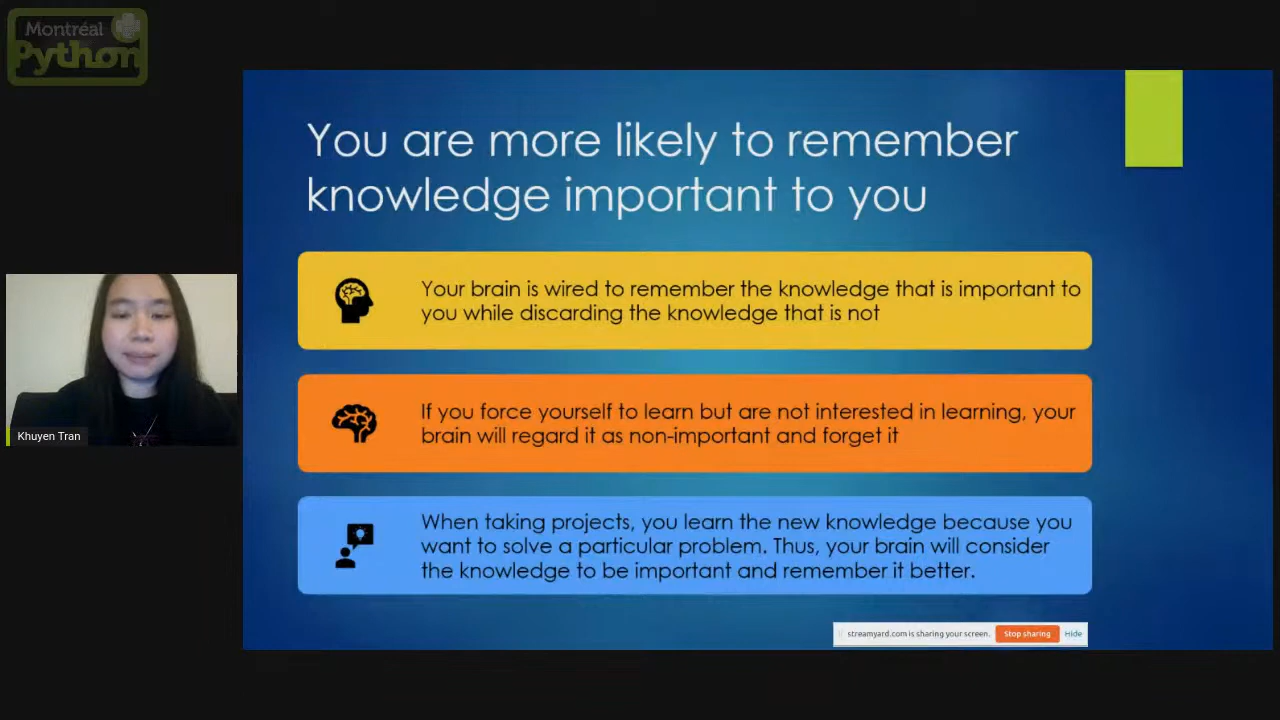 Montréal
Python
You are more likely to remember
knowledge important to you
Your brain is wired to remember the knowledge that is important to
you while discarding the knowledge that is not
If you force yourself to learn but are not interested in learning, your
brain will regard it as non-important and forget it
When taking projects, you learn the new knowledge because you
want to solve a particular problem. Thus, your brain will consider
the knowledge to be important and remember it better.
Khuyen Tran
streamyard.com is sharing your screen. Stop sharing Hide